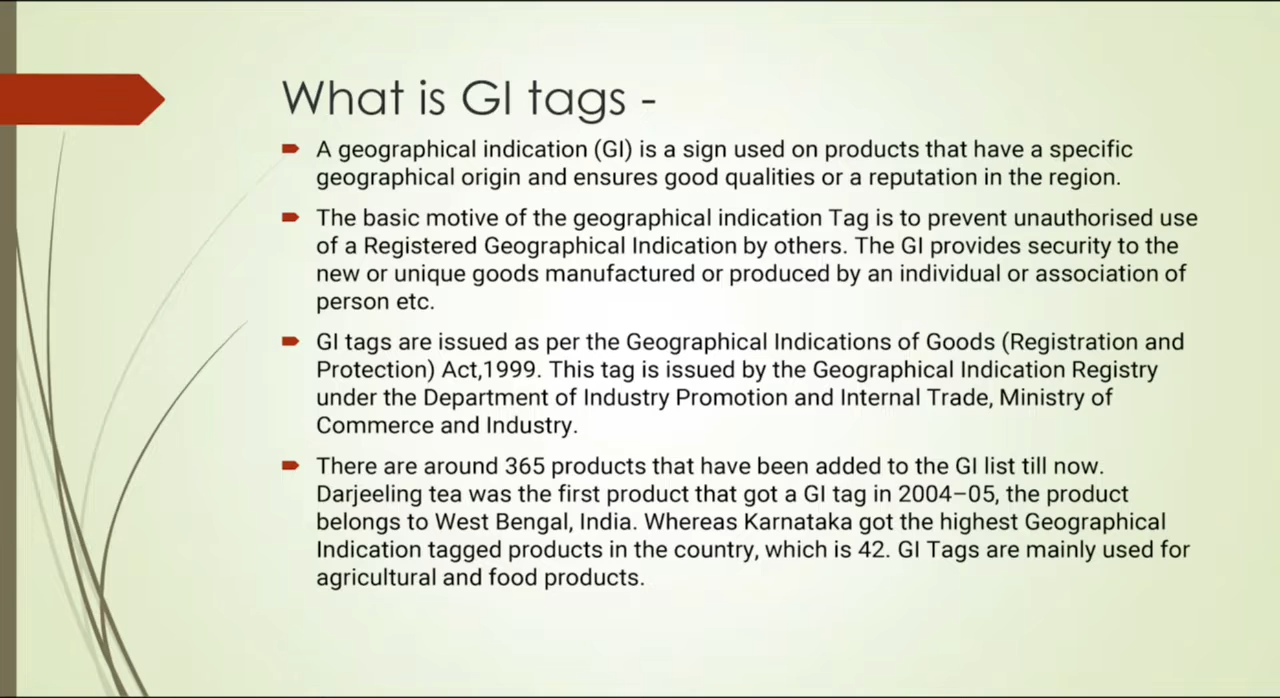 What is GI tags -
A geographical indication (GI) is a sign used on products that have a specific
geographical origin and ensures good qualities or a reputation in the region.
The basic motive of the geographical indication Tag is to prevent unauthorised use
of a Registered Geographical Indication by others. The GI provides security to the
new or unique goods manufactured or produced by an individual or association of
person etc.
GI tags are issued as per the Geographical Indications of Goods (Registration and
Protection) Act,1999. This tag is issued by the Geographical Indication Registry
under the Department of Industry Promotion and Internal Trade, Ministry of
Commerce and Industry.
There are around 365 products that have been added to the GI list till now.
Darjeeling tea was the first product that got a GI tag in 2004–05, the product
belongs to West Bengal, India. Whereas Karnataka got the highest Geographical
Indication tagged products in the country, which is 42. GI Tags are mainly used for
agricultural and food products.